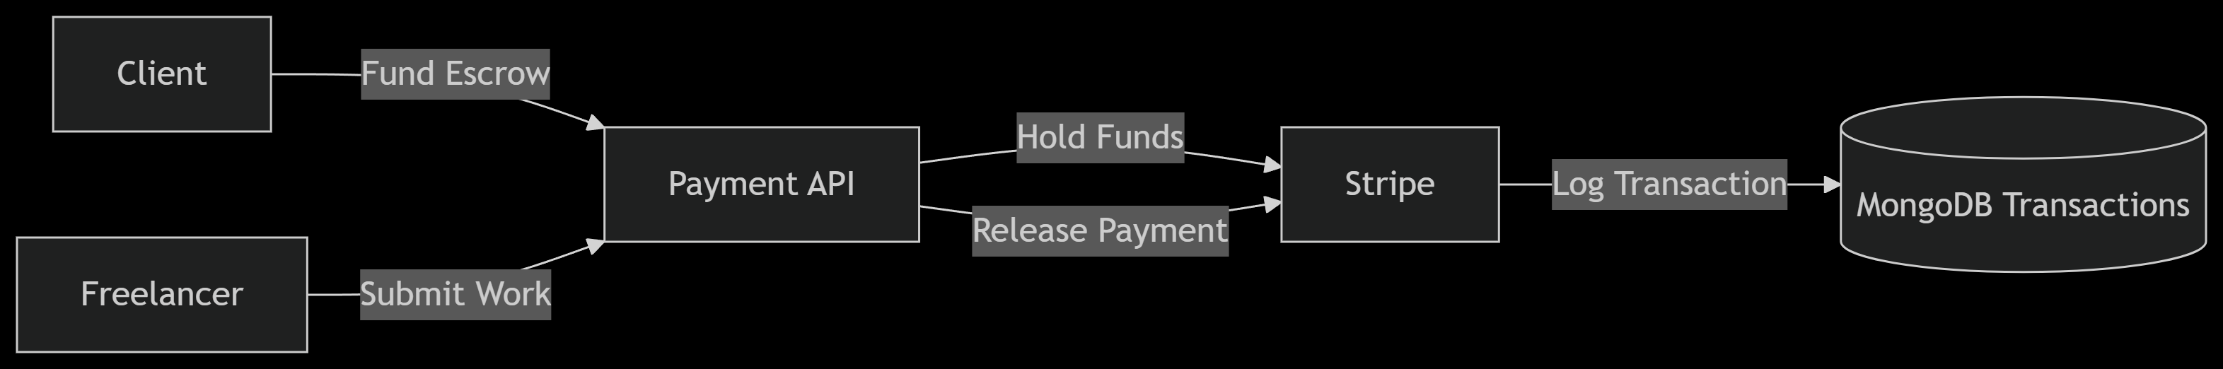 Client
Fund Escrow
Freelancer
Submit Work
Payment API
Hold Funds
Release Payment
Stripe
Log Transaction
MongoDB Transactions